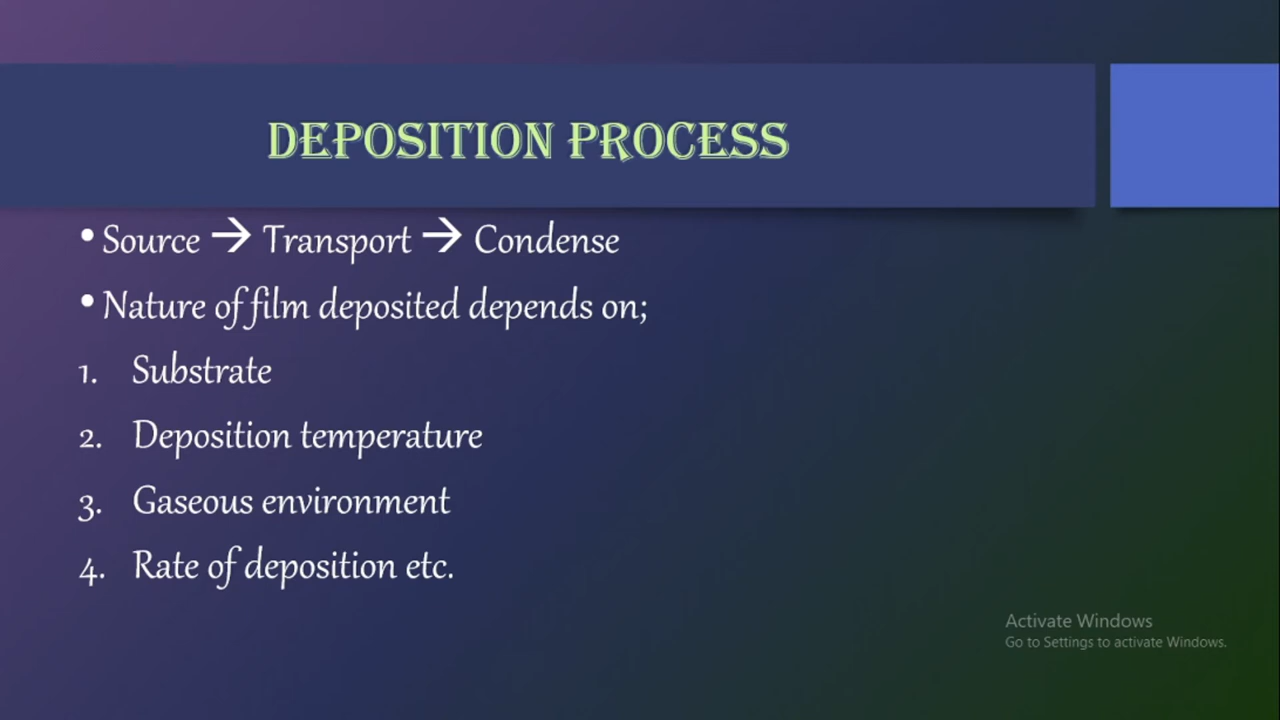 DEPOSITION PROCESS
• Source → Transport → Condense
• Nature of film deposited depends on;
1. Substrate
2. Deposition temperature
3. Gaseous environment
4. Rate of deposition etc.
Activate Windows
Go to Settings to activate Windows.